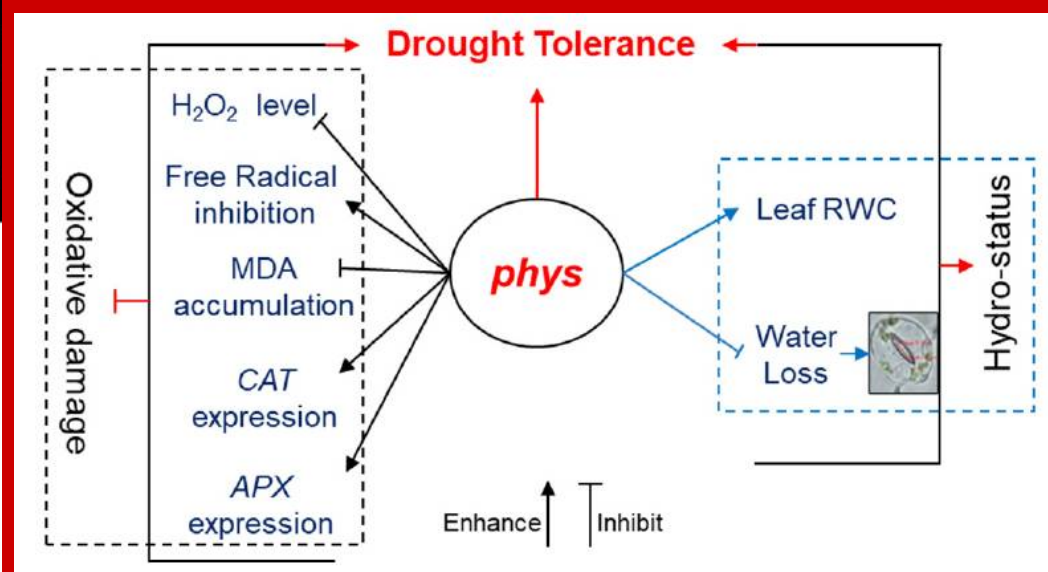 Drought Tolerance
H₂O₂ level
Free Radical
inhibition
MDA
accumulation
CAT
expression
APX
expression
Oxidative damage
phys
Leaf RWC
Water
Loss
Hydro-status
Enhance
Inhibit